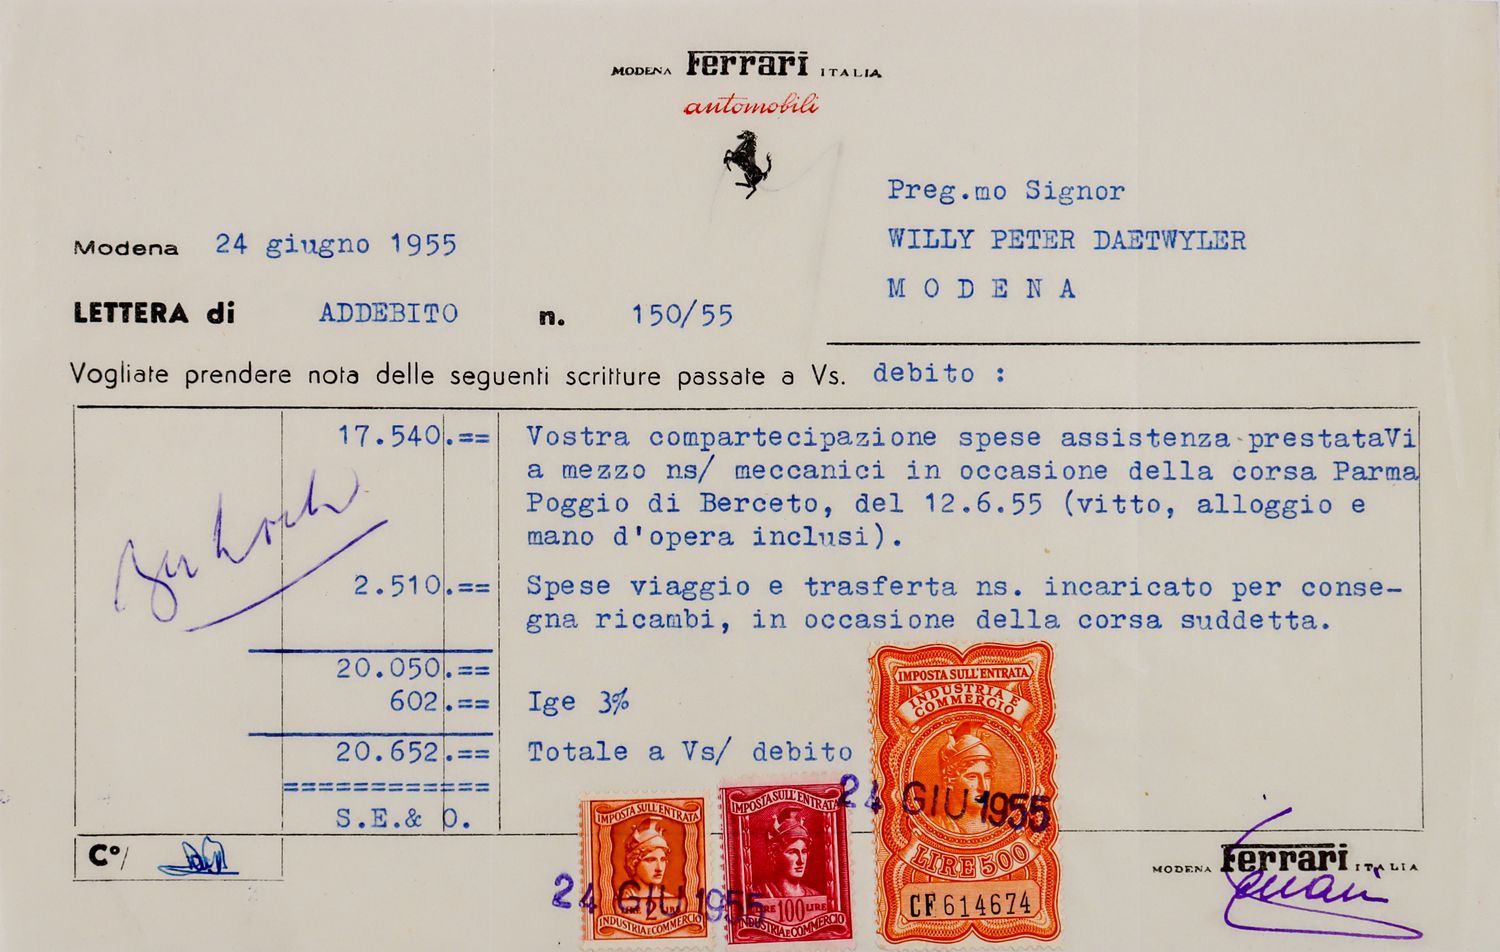 MODENA Ferrari ITALIA
automobili
Preg.mo Signor
WILLY PETER DAETWYLER
M O D E N A
Modena 24 giugno 1955
LETTERA di ADDEBITO n. 150/55
Vogliate prendere nota delle seguenti scritture passate a Vs. debito :
17.540.== Vostra compartecipazione spese assistenza prestataVi
a mezzo ns/ meccanici in occasione della corsa Parma
Poggio di Berceto, del 12.6.55 (vitto, alloggio e
mano d'opera inclusi).
2.510.== Spese viaggio e trasferta ns. incaricato per conse-
gna ricambi, in occasione della corsa suddetta.
20.050.==
602.== Ige 3%
20.652.== Totale a Vs/ debito
============
S.E.& O.
C°/
IMPOSTA SULL'ENTRATA
INDUSTRIA E
COMMERCIO
LIRE 500
CF 614674
24 GIU 1955
IMPOSTA SULL'ENTRATA
LIRE
INDUSTRIA E COMMERCIO
IMPOSTA SULL'ENTRATA
LIRE 100 LIRE
INDUSTRIA E COMMERCIO
24 GIU 1955
MODENA Ferrari ITALIA
Ferrari